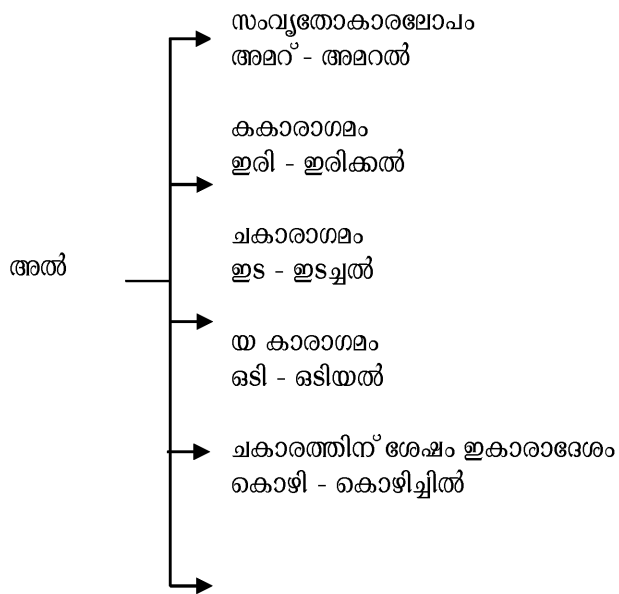 സംവൃതോകാരലോപം
അമറ് - അമറൽ
കകാരാഗമം
ഇരി - ഇരിക്കൽ
ചകാരാഗമം
ഇട - ഇടച്ചൽ
അൽ
യ കാരാഗമം
ഒടി - ഒടിയൽ
ചകാരത്തിന് ശേഷം ഇകാരാദേശം
കൊഴി - കൊഴിച്ചിൽ